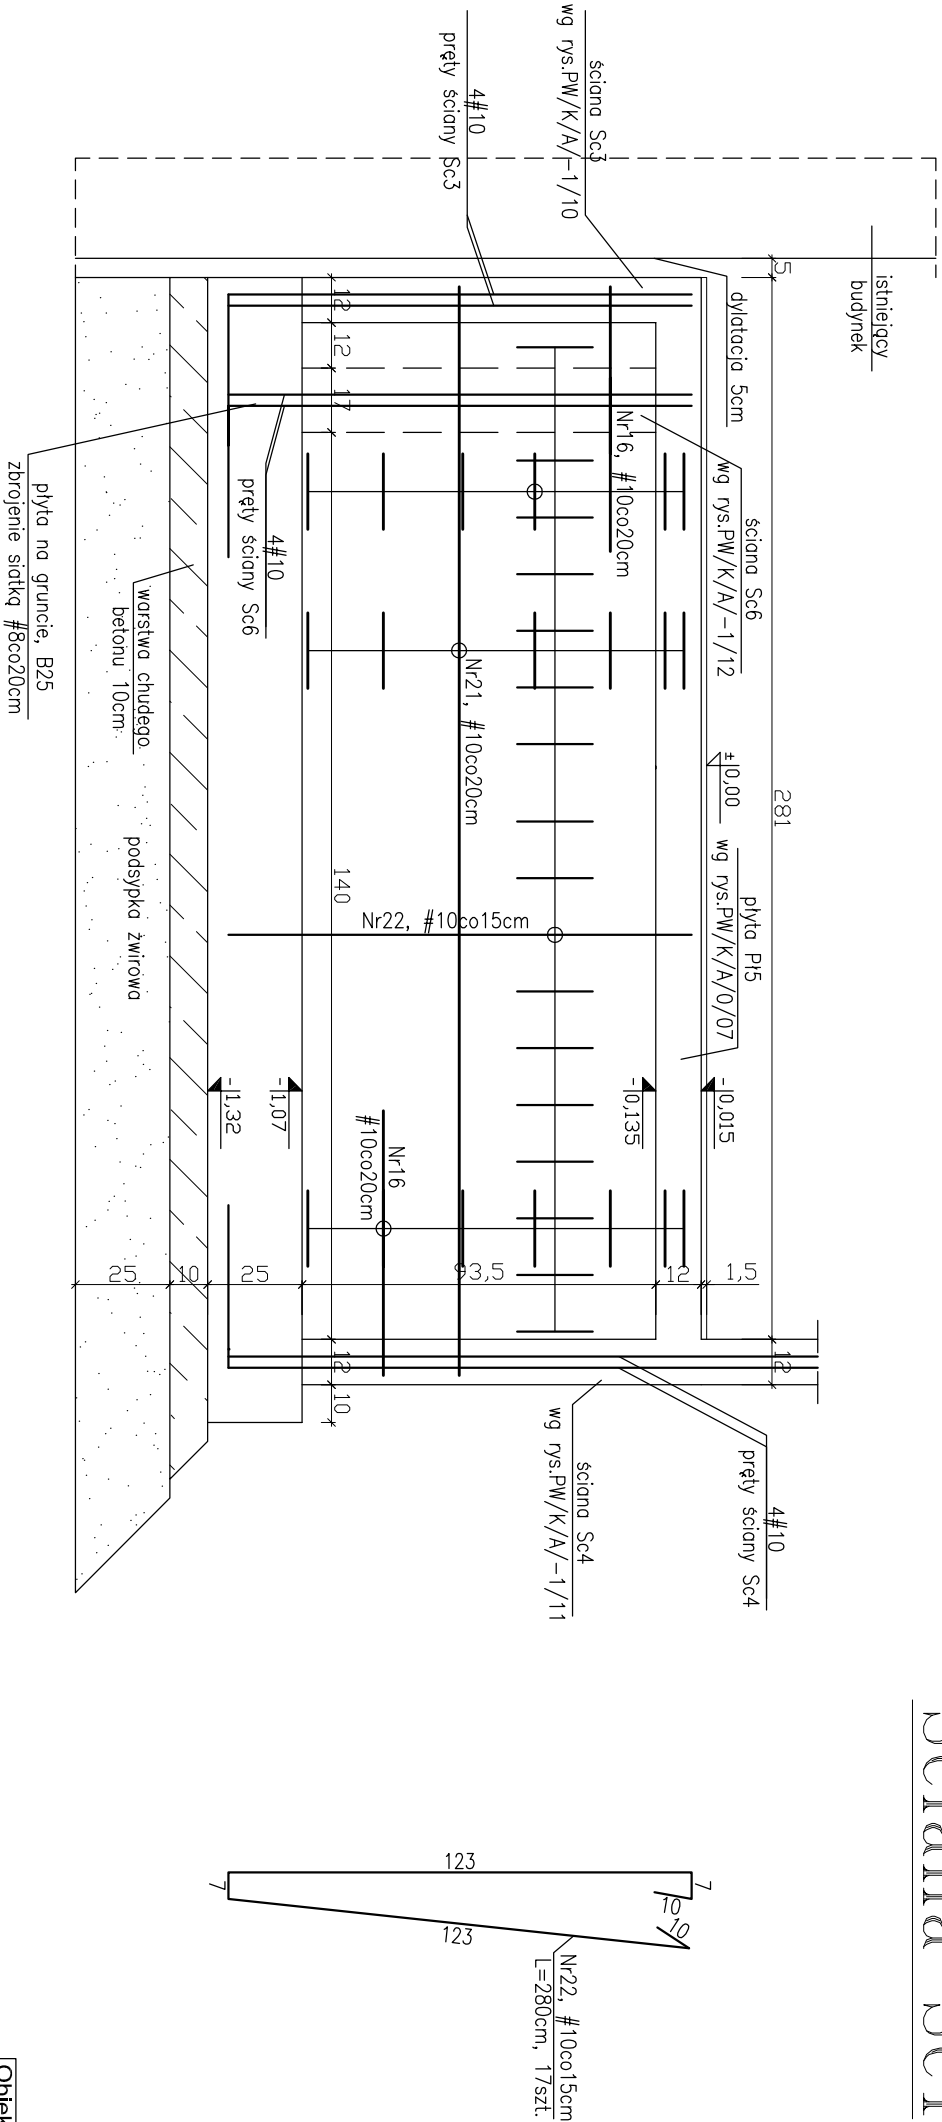 ściana Sc3
wg rys.PW/K/A/-1/10
4#10
pręty ściany Sc3
istniejący
budynek
5
dylatacja 5cm
ściana Sc6
wg rys.PW/K/A/-1/12
Nr16, #10co20cm
12
12
17
4#10
pręty ściany Sc6
płyta na gruncie, B25
zbrojenie siatką #8co20cm
warstwa chudego
betonu 10cm
podsypka żwirowa
Nr21, #10co20cm
±0,00
281
płyta Pł5
wg rys.PW/K/A/0/07
140
Nr22, #10co15cm
-0,015
-0,135
-1,07
-1,32
Nr16
#10co20cm
1,5
12
93,5
25
10
25
12
12
10
4#10
pręty ściany Sc4
ściana Sc4
wg rys.PW/K/A/-1/11
123
7
7
10
10
123
Nr22, #10co15cm
L=280cm, 17szt.